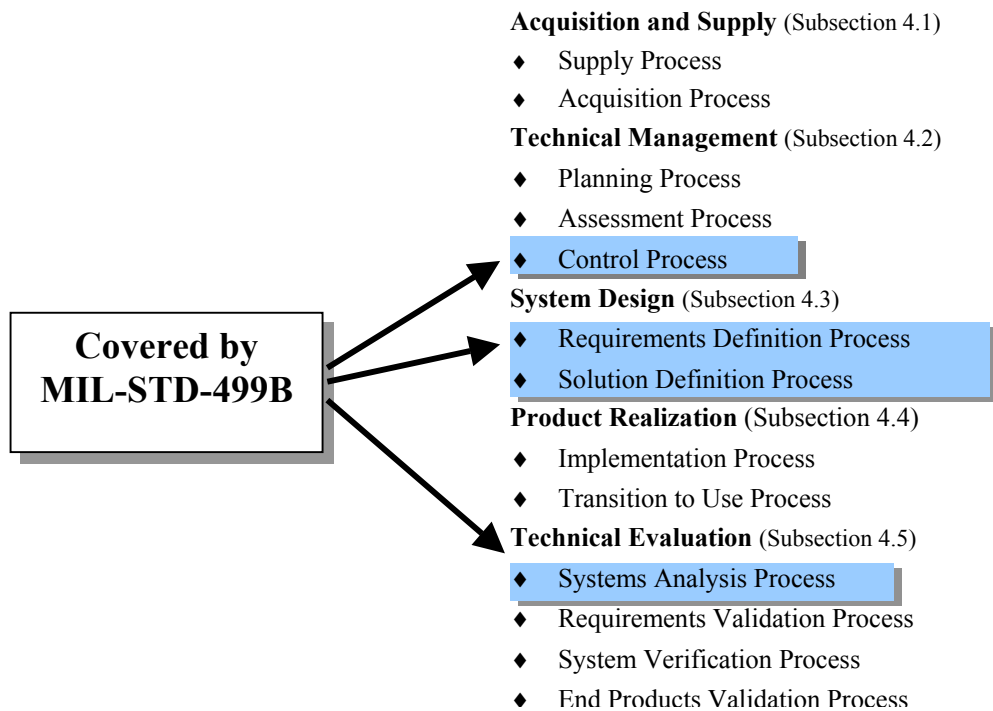 Acquisition and Supply (Subsection 4.1)
♦ Supply Process
♦ Acquisition Process
Technical Management (Subsection 4.2)
♦ Planning Process
♦ Assessment Process
♦ Control Process
System Design (Subsection 4.3)
♦ Requirements Definition Process
♦ Solution Definition Process
Product Realization (Subsection 4.4)
♦ Implementation Process
♦ Transition to Use Process
Technical Evaluation (Subsection 4.5)
♦ Systems Analysis Process
♦ Requirements Validation Process
♦ System Verification Process
♦ End Products Validation Process
Covered by
MIL-STD-499B